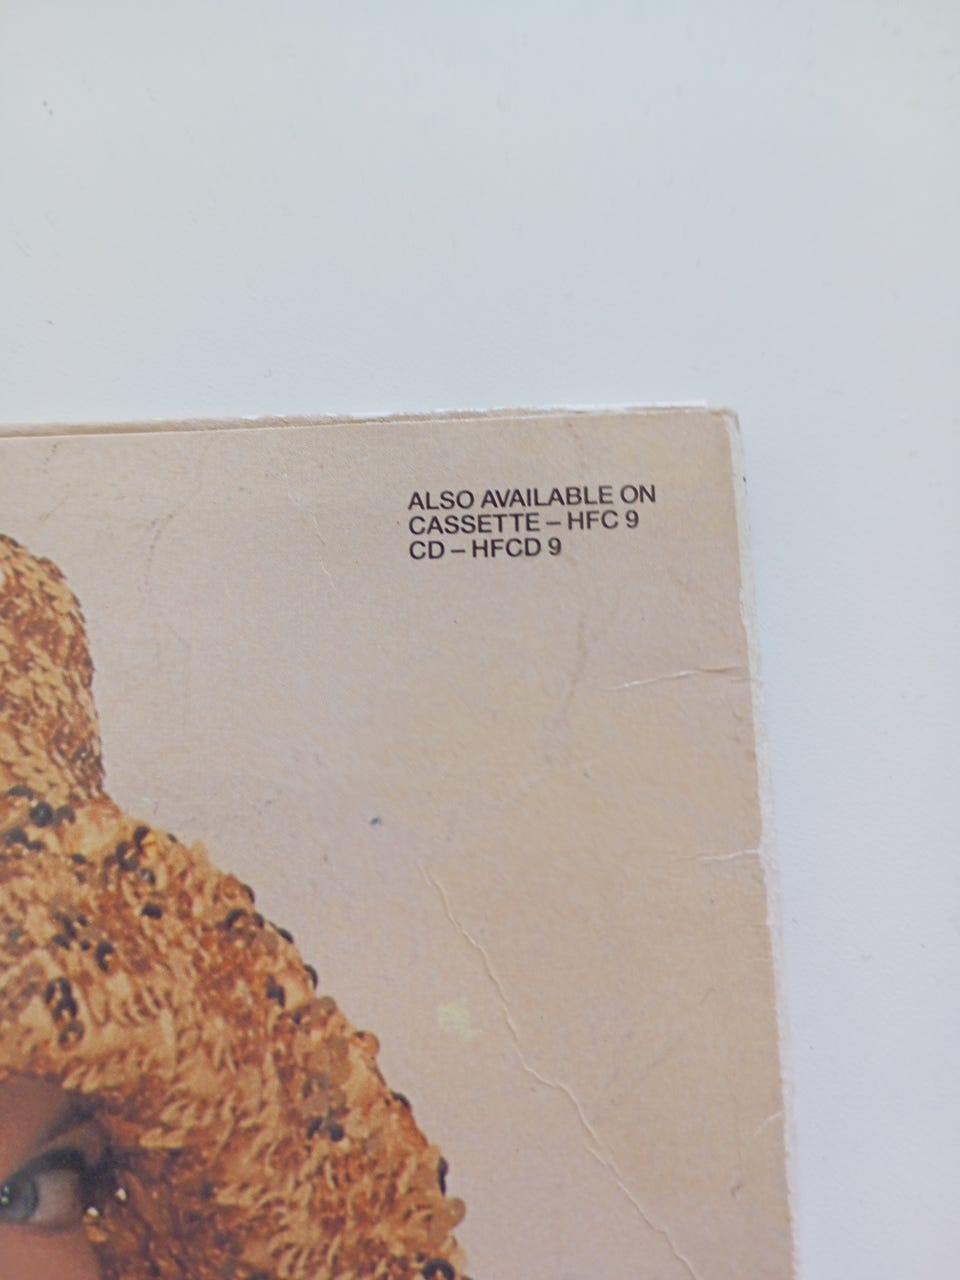 ALSO AVAILABLE ON
CASSETTE – HFC 9
CD – HFCD 9